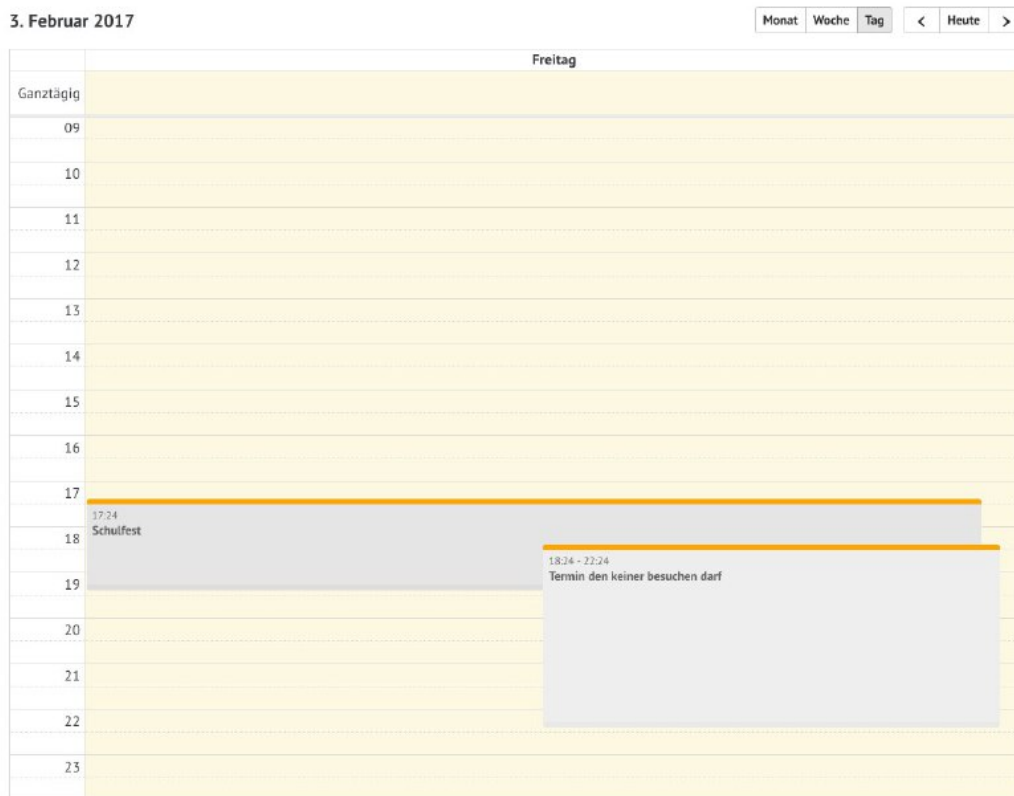 3. Februar 2017
Monat Woche Tag < Heute >
Freitag
Ganztägig
09
10
11
12
13
14
15
16
17
17:24
Schulfest
18
18:24 - 22:24
Termin den keiner besuchen darf
19
20
21
22
23